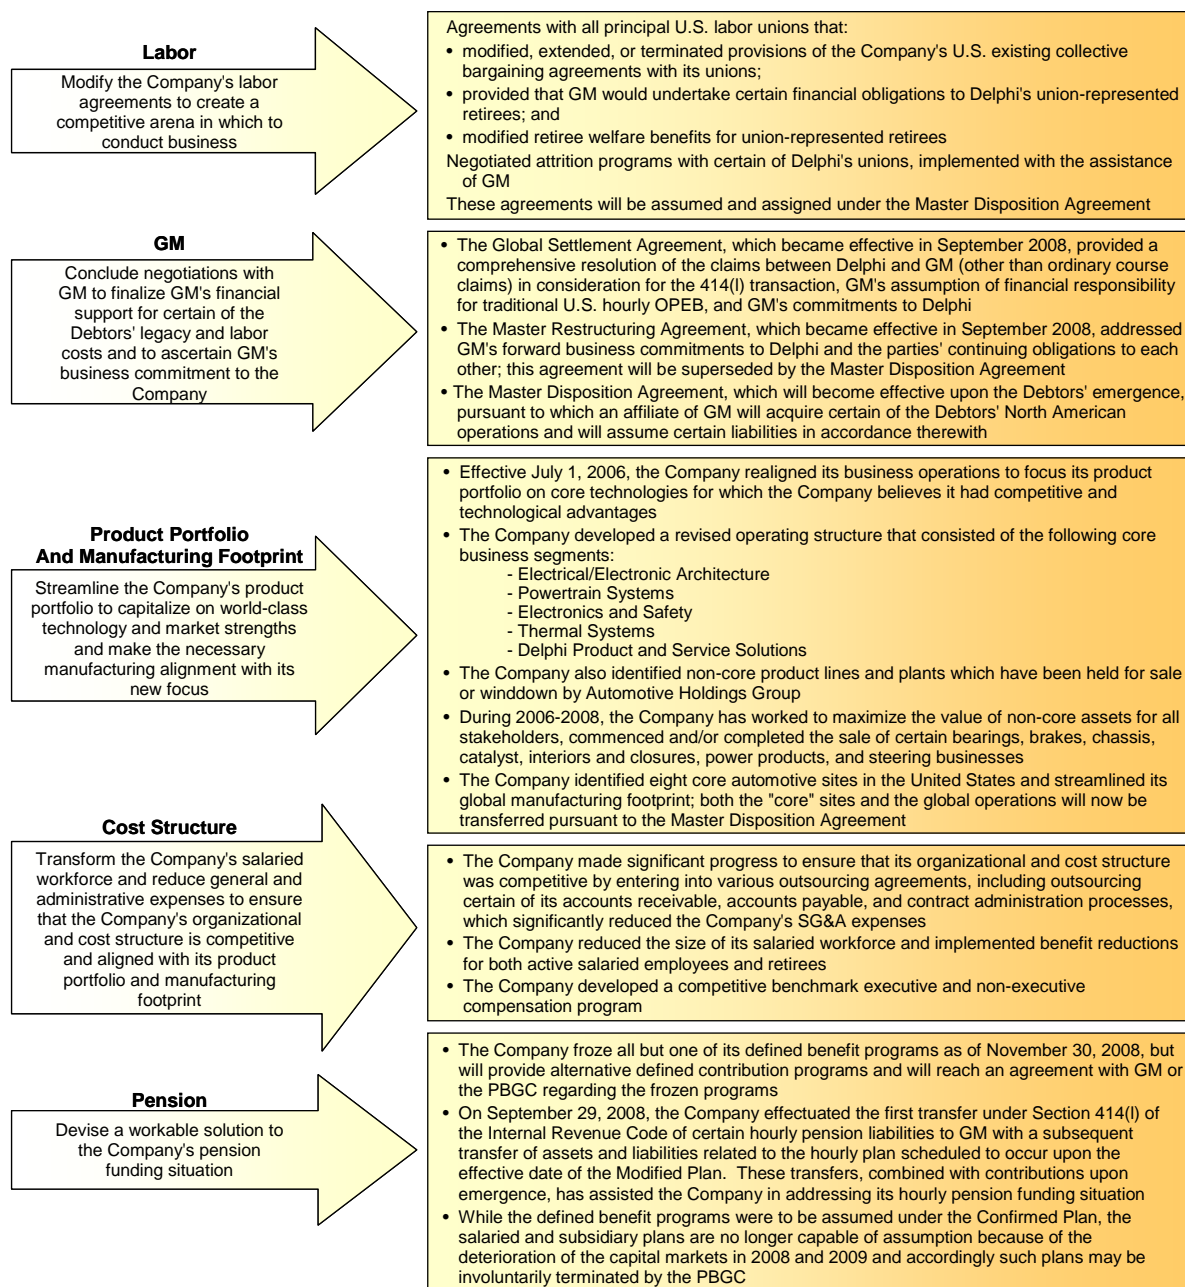 Labor
Modify the Company's labor
agreements to create a
competitive arena in which to
conduct business
Agreements with all principal U.S. labor unions that:
• modified, extended, or terminated provisions of the Company's U.S. existing collective
bargaining agreements with its unions;
• provided that GM would undertake certain financial obligations to Delphi's union-represented
retirees; and
• modified retiree welfare benefits for union-represented retirees
Negotiated attrition programs with certain of Delphi's unions, implemented with the assistance
of GM
These agreements will be assumed and assigned under the Master Disposition Agreement
GM
Conclude negotiations with
GM to finalize GM's financial
support for certain of the
Debtors' legacy and labor
costs and to ascertain GM's
business commitment to the
Company
• The Global Settlement Agreement, which became effective in September 2008, provided a
comprehensive resolution of the claims between Delphi and GM (other than ordinary course
claims) in consideration for the 414(l) transaction, GM's assumption of financial responsibility
for traditional U.S. hourly OPEB, and GM's commitments to Delphi
• The Master Restructuring Agreement, which became effective in September 2008, addressed
GM's forward business commitments to Delphi and the parties' continuing obligations to each
other; this agreement will be superseded by the Master Disposition Agreement
• The Master Disposition Agreement, which will become effective upon the Debtors' emergence,
pursuant to which an affiliate of GM will acquire certain of the Debtors' North American
operations and will assume certain liabilities in accordance therewith
Product Portfolio
And Manufacturing Footprint
Streamline the Company's product
portfolio to capitalize on world-class
technology and market strengths
and make the necessary
manufacturing alignment with its
new focus
• Effective July 1, 2006, the Company realigned its business operations to focus its product
portfolio on core technologies for which the Company believes it had competitive and
technological advantages
• The Company developed a revised operating structure that consisted of the following core
business segments:
- Electrical/Electronic Architecture
- Powertrain Systems
- Electronics and Safety
- Thermal Systems
- Delphi Product and Service Solutions
• The Company also identified non-core product lines and plants which have been held for sale
or winddown by Automotive Holdings Group
• During 2006-2008, the Company has worked to maximize the value of non-core assets for all
stakeholders, commenced and/or completed the sale of certain bearings, brakes, chassis,
catalyst, interiors and closures, power products, and steering businesses
• The Company identified eight core automotive sites in the United States and streamlined its
global manufacturing footprint; both the "core" sites and the global operations will now be
transferred pursuant to the Master Disposition Agreement
Cost Structure
Transform the Company's salaried
workforce and reduce general and
administrative expenses to ensure
that the Company's organizational
and cost structure is competitive
and aligned with its product
portfolio and manufacturing
footprint
• The Company made significant progress to ensure that its organizational and cost structure
was competitive by entering into various outsourcing agreements, including outsourcing
certain of its accounts receivable, accounts payable, and contract administration processes,
which significantly reduced the Company's SG&A expenses
• The Company reduced the size of its salaried workforce and implemented benefit reductions
for both active salaried employees and retirees
• The Company developed a competitive benchmark executive and non-executive
compensation program
Pension
Devise a workable solution to
the Company's pension
funding situation
• The Company froze all but one of its defined benefit programs as of November 30, 2008, but
will provide alternative defined contribution programs and will reach an agreement with GM or
the PBGC regarding the frozen programs
• On September 29, 2008, the Company effectuated the first transfer under Section 414(l) of
the Internal Revenue Code of certain hourly pension liabilities to GM with a subsequent
transfer of assets and liabilities related to the hourly plan scheduled to occur upon the
effective date of the Modified Plan. These transfers, combined with contributions upon
emergence, has assisted the Company in addressing its hourly pension funding situation
• While the defined benefit programs were to be assumed under the Confirmed Plan, the
salaried and subsidiary plans are no longer capable of assumption because of the
deterioration of the capital markets in 2008 and 2009 and accordingly such plans may be
involuntarily terminated by the PBGC